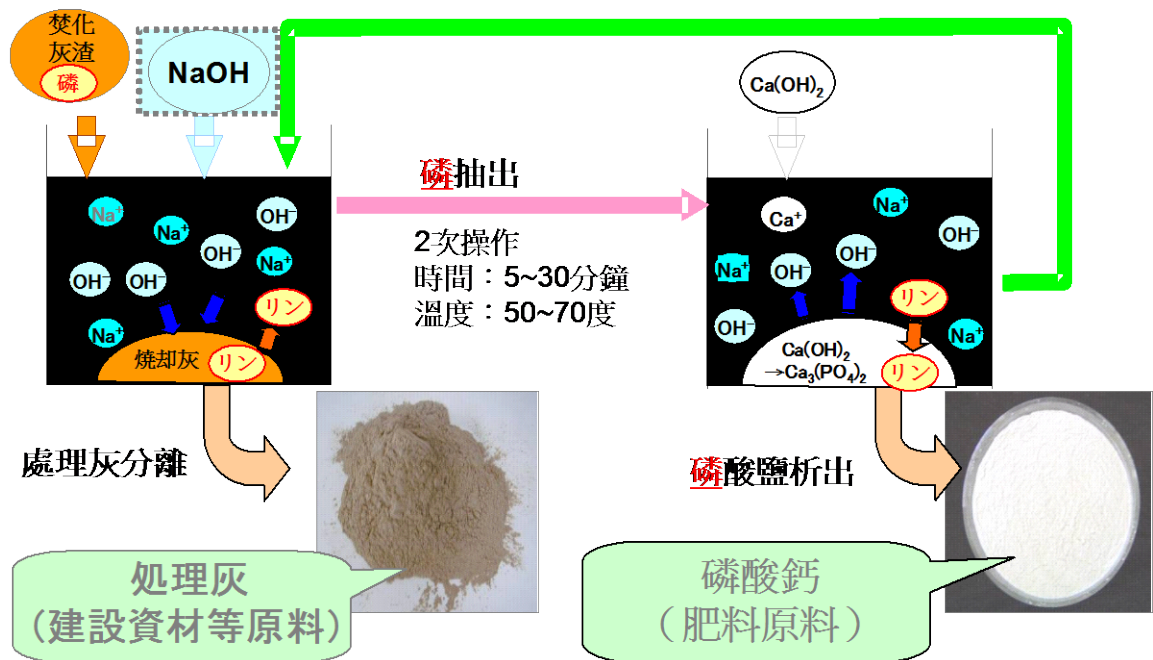 焚化
灰渣
磷
NaOH
Ca(OH)₂
磷抽出
2次操作
時間：5~30分鐘
溫度：50~70度
Na⁺
Na⁺
OH⁻
OH⁻
Na⁺
OH⁻
OH⁻
リン
Na⁺
焼却灰
リン
Ca⁺
Na⁺
OH⁻
OH⁻
Na⁺
OH⁻
リン
OH⁻
Na⁺
Ca(OH)₂
→Ca₃(PO₄)₂
リン
處理灰分離
磷酸鹽析出
処理灰
（建設資材等原料）
磷酸鈣
（肥料原料）